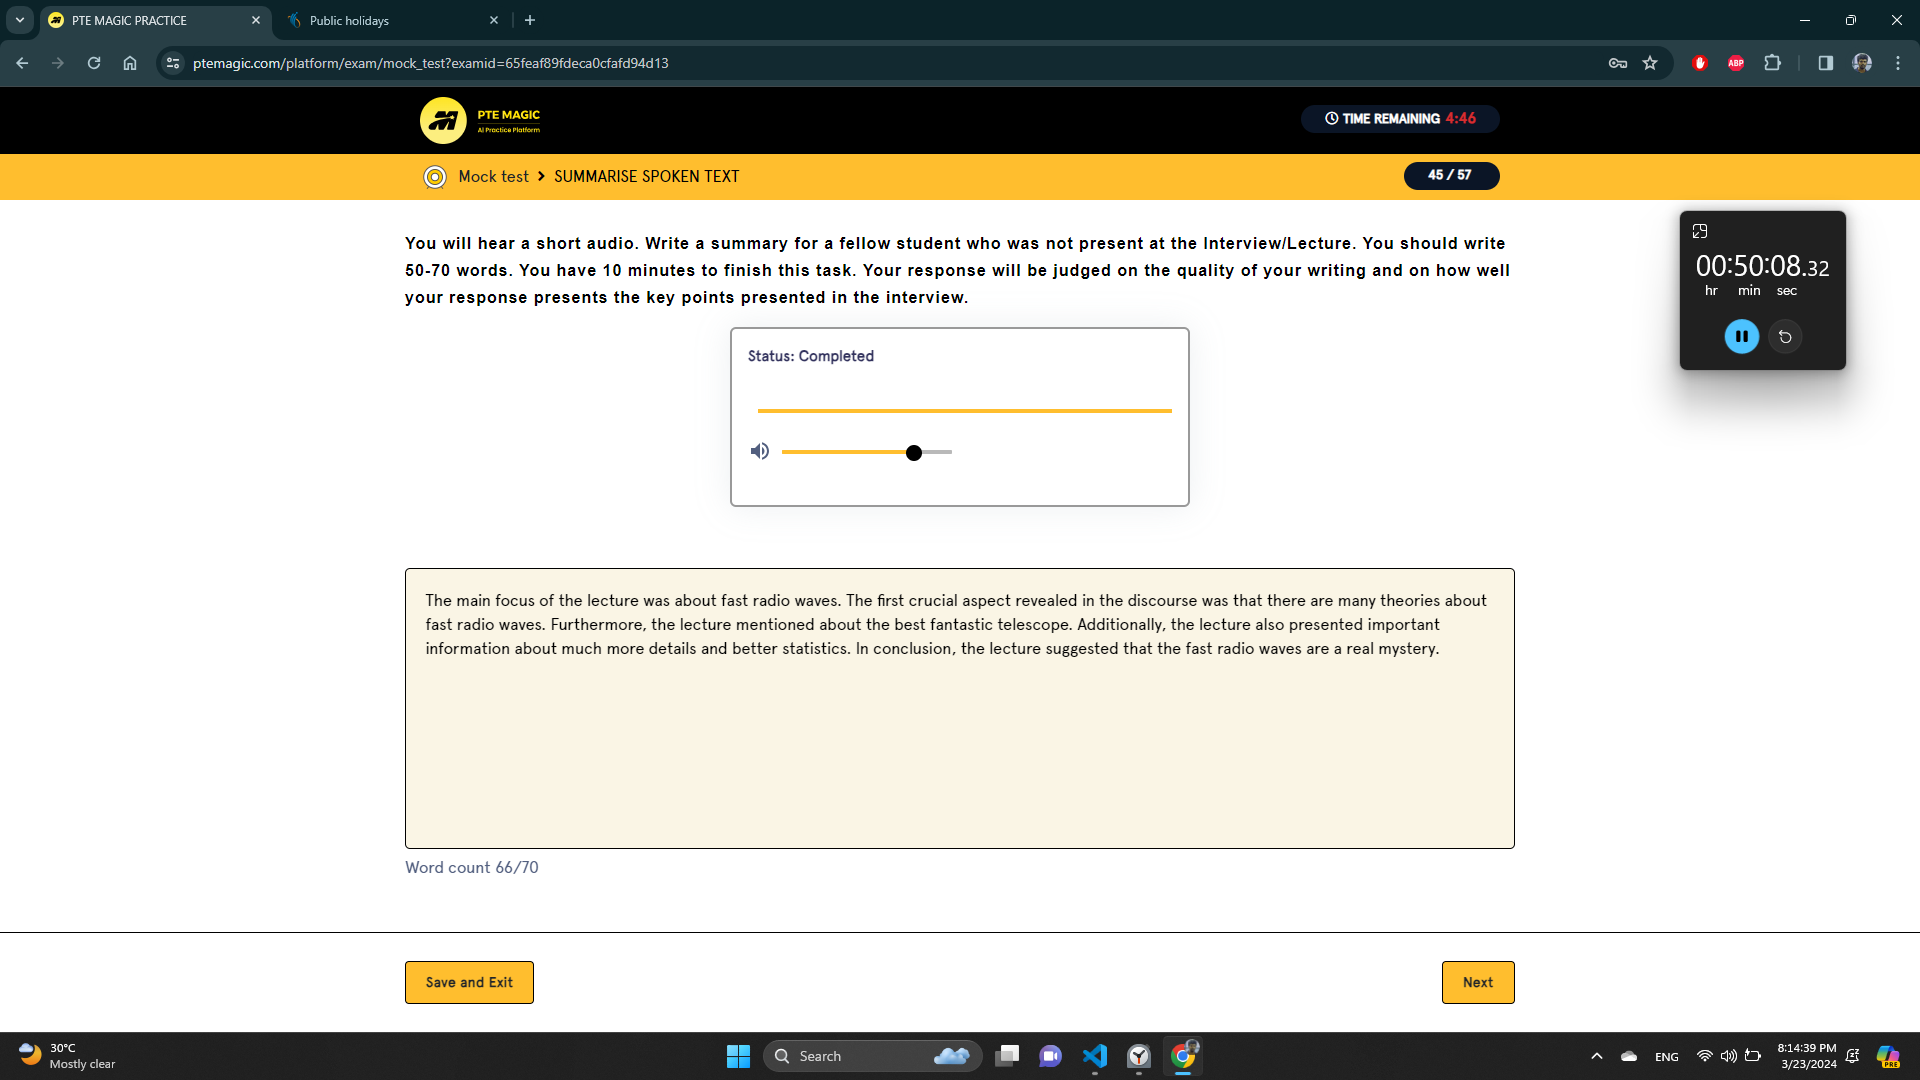 PTE MAGIC PRACTICE
Public holidays
ptemagic.com/platform/exam/mock_test?examid=65feaf89fdeca0cfafd94d13
ABP
PTE MAGIC
AI Practice Platform
TIME REMAINING 4:46
Mock test > SUMMARISE SPOKEN TEXT
45 / 57
You will hear a short audio. Write a summary for a fellow student who was not present at the Interview/Lecture. You should write
50-70 words. You have 10 minutes to finish this task. Your response will be judged on the quality of your writing and on how well
your response presents the key points presented in the interview.
00:50:08.32
hr min sec
Status: Completed
The main focus of the lecture was about fast radio waves. The first crucial aspect revealed in the discourse was that there are many theories about
fast radio waves. Furthermore, the lecture mentioned about the best fantastic telescope. Additionally, the lecture also presented important
information about much more details and better statistics. In conclusion, the lecture suggested that the fast radio waves are a real mystery.
Word count 66/70
Save and Exit
Next
30°C
Mostly clear
Search
ENG
8:14:39 PM
3/23/2024
PRE